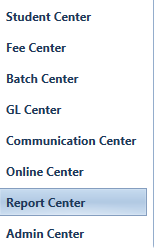 Student Center
Fee Center
Batch Center
GL Center
Communication Center
Online Center
Report Center
Admin Center